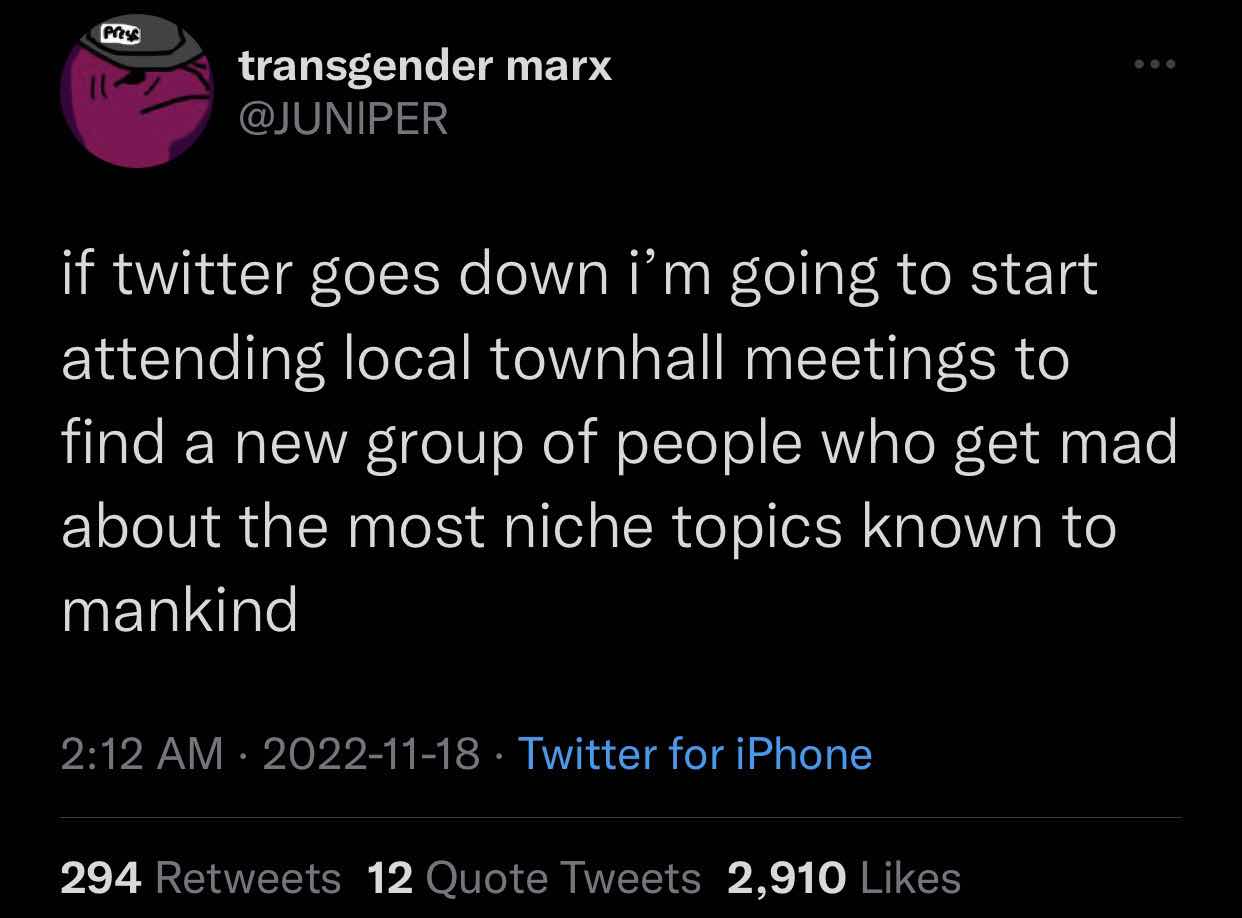 transgender marx
@JUNIPER
if twitter goes down i’m going to start
attending local townhall meetings to
find a new group of people who get mad
about the most niche topics known to
mankind
2:12 AM · 2022-11-18 · Twitter for iPhone
294 Retweets 12 Quote Tweets 2,910 Likes